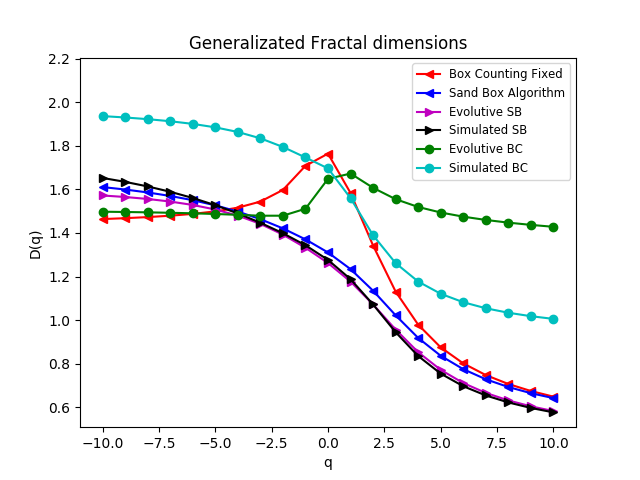 Generalizated Fractal dimensions
Box Counting Fixed
Sand Box Algorithm
Evolutive SB
Simulated SB
Evolutive BC
Simulated BC
D(q)
2.2
2.0
1.8
1.6
1.4
1.2
1.0
0.8
0.6
−10.0 −7.5 −5.0 −2.5 0.0 2.5 5.0 7.5 10.0
q